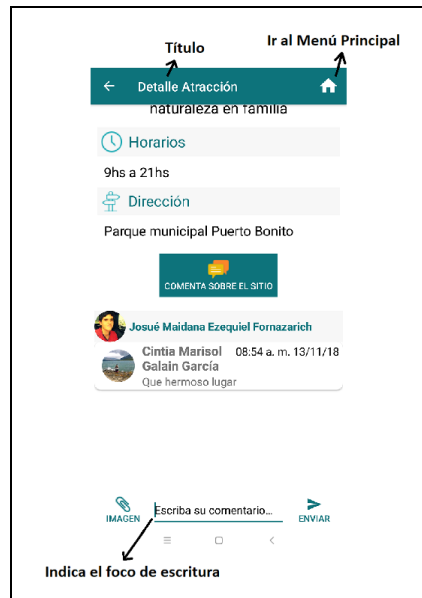 Título
Ir al Menú Principal
Detalle Atracción
naturaleza en familia
Horarios
9hs a 21hs
Dirección
Parque municipal Puerto Bonito
COMENTA SOBRE EL SITIO
Josué Maidana Ezequiel Fornazarich
Cintia Marisol 08:54 a. m. 13/11/18
Galain García
Que hermoso lugar
IMAGEN
Escriba su comentario...
ENVIAR
Indica el foco de escritura